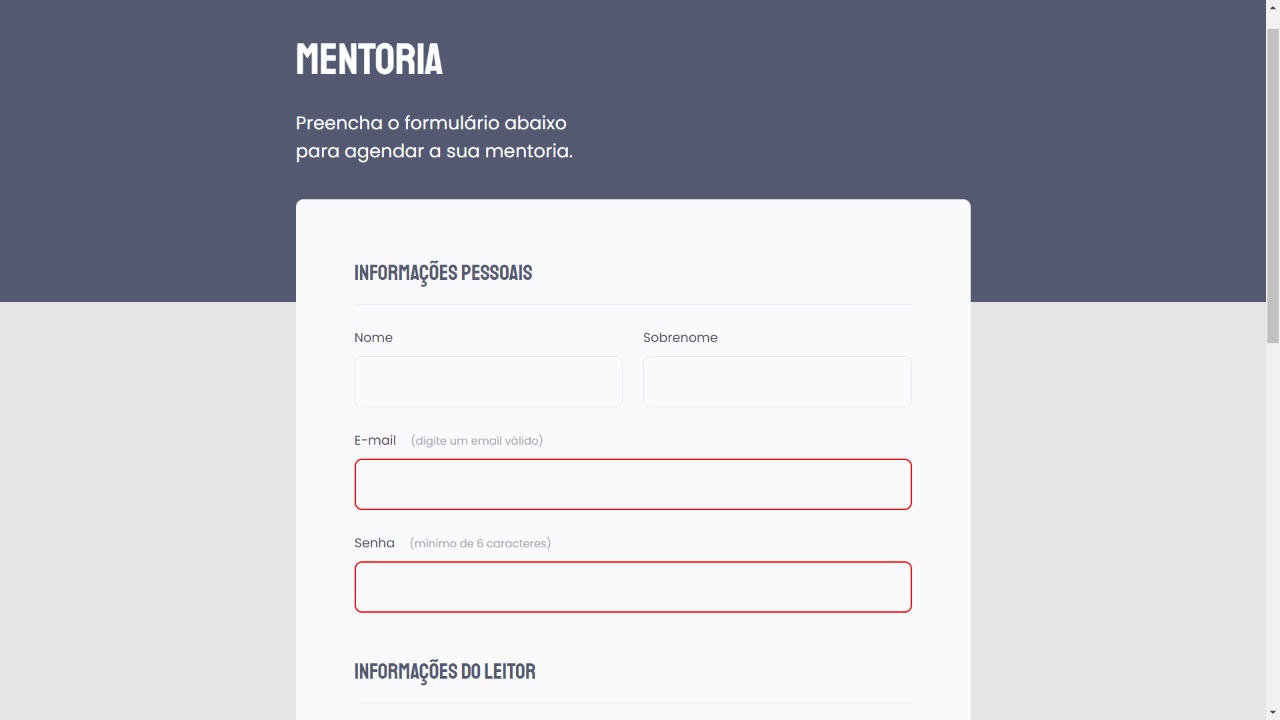 MENTORIA
Preencha o formulário abaixo
para agendar a sua mentoria.
INFORMAÇÕES PESSOAIS
Nome
Sobrenome
E-mail (digite um email válido)
Senha (mínimo de 6 caracteres)
INFORMAÇÕES DO LEITOR